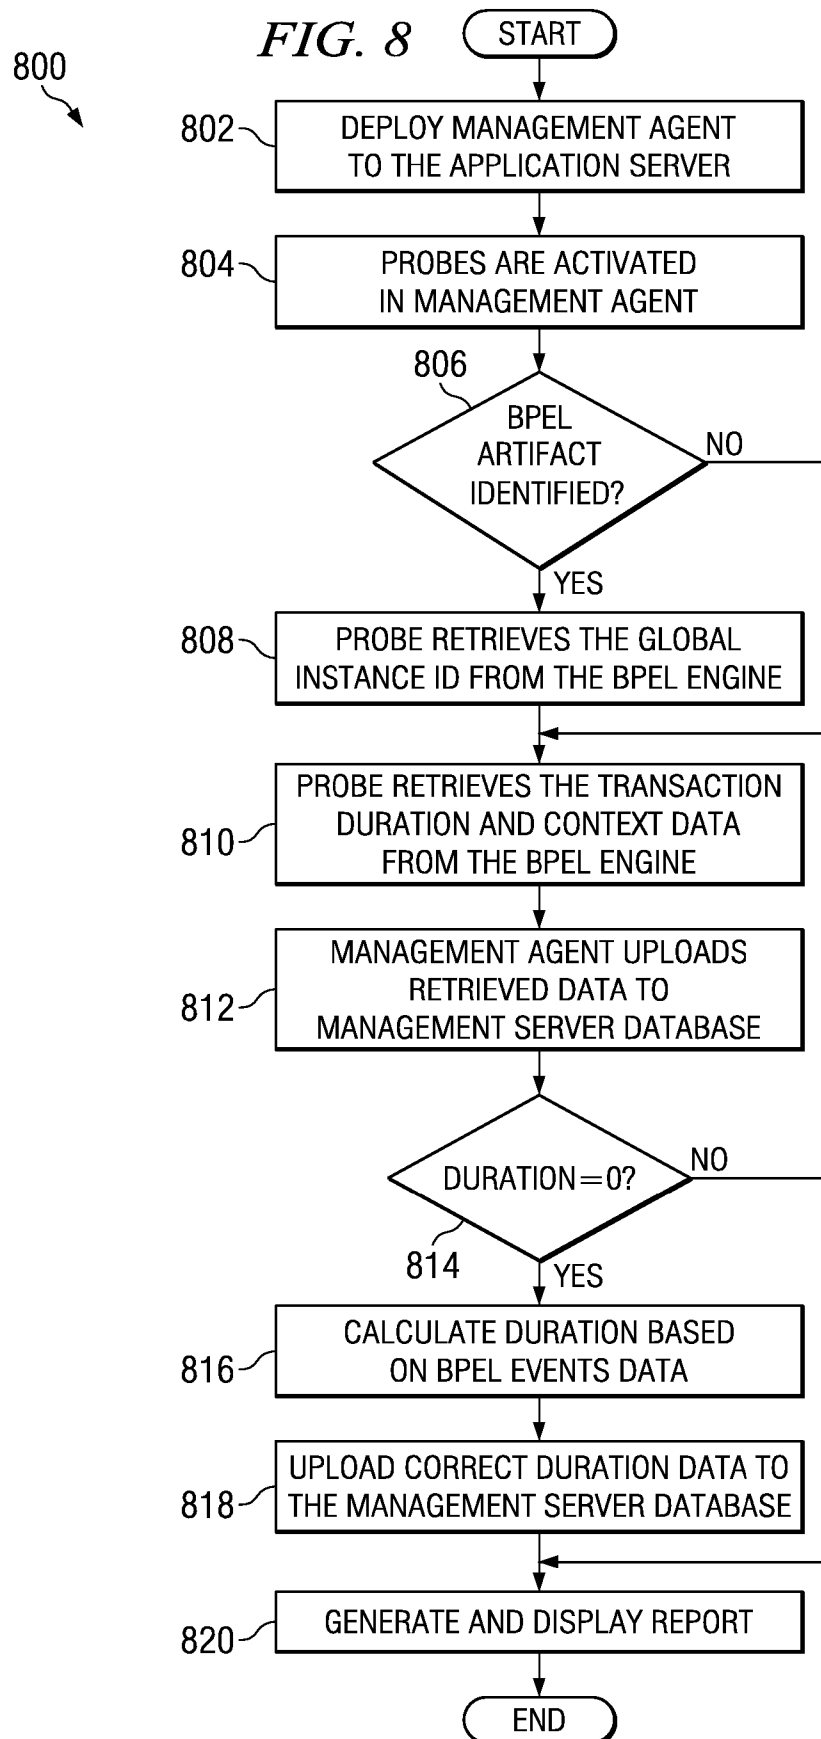 FIG. 8
START
800
802
DEPLOY MANAGEMENT AGENT
TO THE APPLICATION SERVER
804
PROBES ARE ACTIVATED
IN MANAGEMENT AGENT
806
BPEL
ARTIFACT
IDENTIFIED?
NO
YES
808
PROBE RETRIEVES THE GLOBAL
INSTANCE ID FROM THE BPEL ENGINE
810
PROBE RETRIEVES THE TRANSACTION
DURATION AND CONTEXT DATA
FROM THE BPEL ENGINE
812
MANAGEMENT AGENT UPLOADS
RETRIEVED DATA TO
MANAGEMENT SERVER DATABASE
DURATION=0?
NO
814
YES
816
CALCULATE DURATION BASED
ON BPEL EVENTS DATA
818
UPLOAD CORRECT DURATION DATA TO
THE MANAGEMENT SERVER DATABASE
820
GENERATE AND DISPLAY REPORT
END